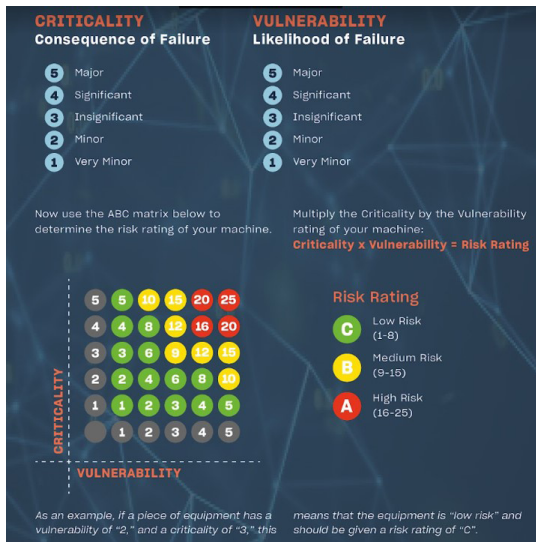 CRITICALITY
Consequence of Failure
5 Major
4 Significant
3 Insignificant
2 Minor
1 Very Minor
VULNERABILITY
Likelihood of Failure
5 Major
4 Significant
3 Insignificant
2 Minor
1 Very Minor
Now use the ABC matrix below to
determine the risk rating of your machine.
Multiply the Criticality by the Vulnerability
rating of your machine:
Criticality x Vulnerability = Risk Rating
CRITICALITY
5 5 10 15 20 25
4 4 8 12 16 20
3 3 6 9 12 15
2 2 4 6 8 10
1 1 2 3 4 5
1 2 3 4 5
VULNERABILITY
Risk Rating
C Low Risk
(1-8)
B Medium Risk
(9-15)
A High Risk
(16-25)
As an example, if a piece of equipment has a
vulnerability of "2," and a criticality of "3," this
means that the equipment is "low risk" and
should be given a risk rating of "C".